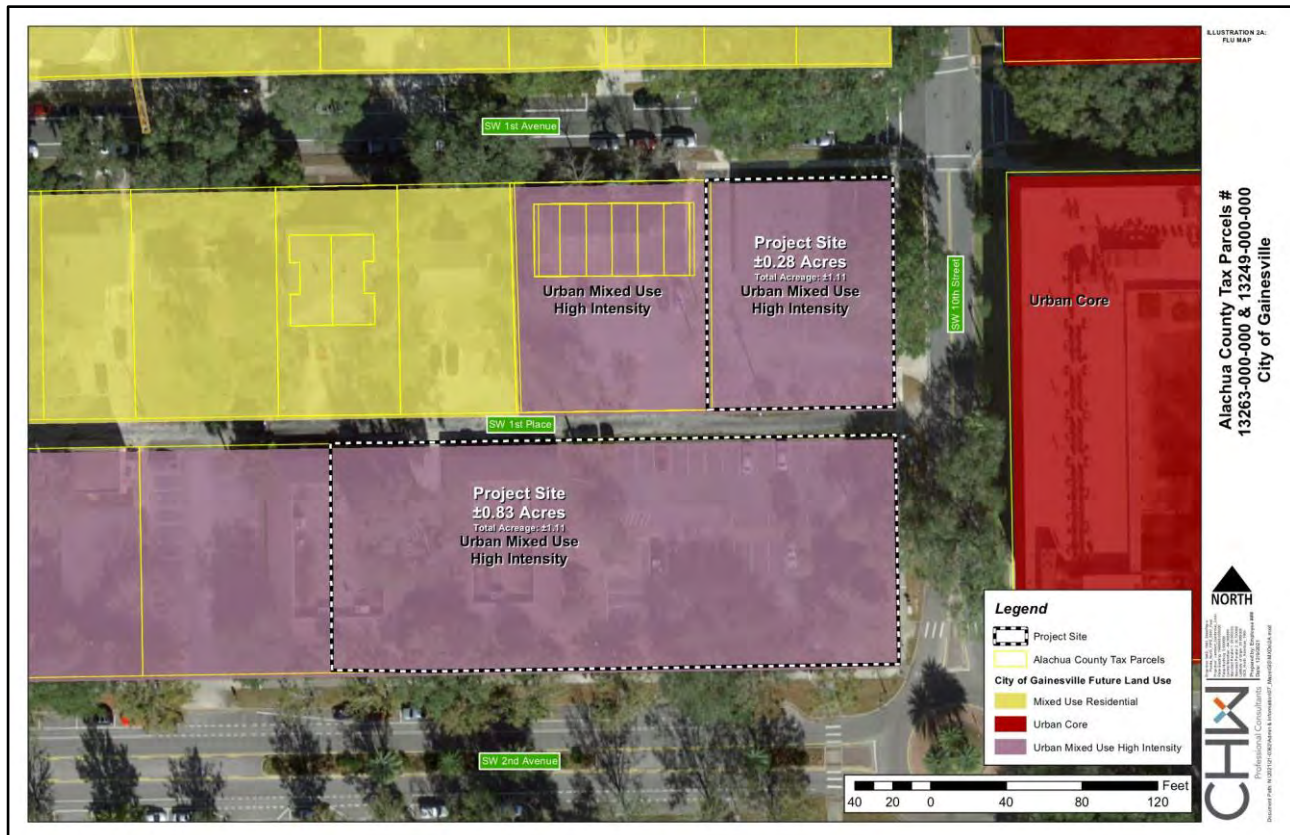 ILLUSTRATION 2A:
FLU MAP
SW 1st Avenue
Project Site
±0.28 Acres
Total Acreage: ±1.11
Urban Mixed Use
High Intensity
Urban Mixed Use
High Intensity
SW 10th Street
Urban Core
SW 1st Place
Project Site
±0.83 Acres
Total Acreage: ±1.11
Urban Mixed Use
High Intensity
SW 2nd Avenue
Legend
Project Site
Alachua County Tax Parcels
City of Gainesville Future Land Use
Mixed Use Residential
Urban Core
Urban Mixed Use High Intensity
Feet
40 20 0 40 80 120
Alachua County Tax Parcels #
13263-000-000 & 13249-000-000
City of Gainesville
NORTH
CHW
Professional Consultants